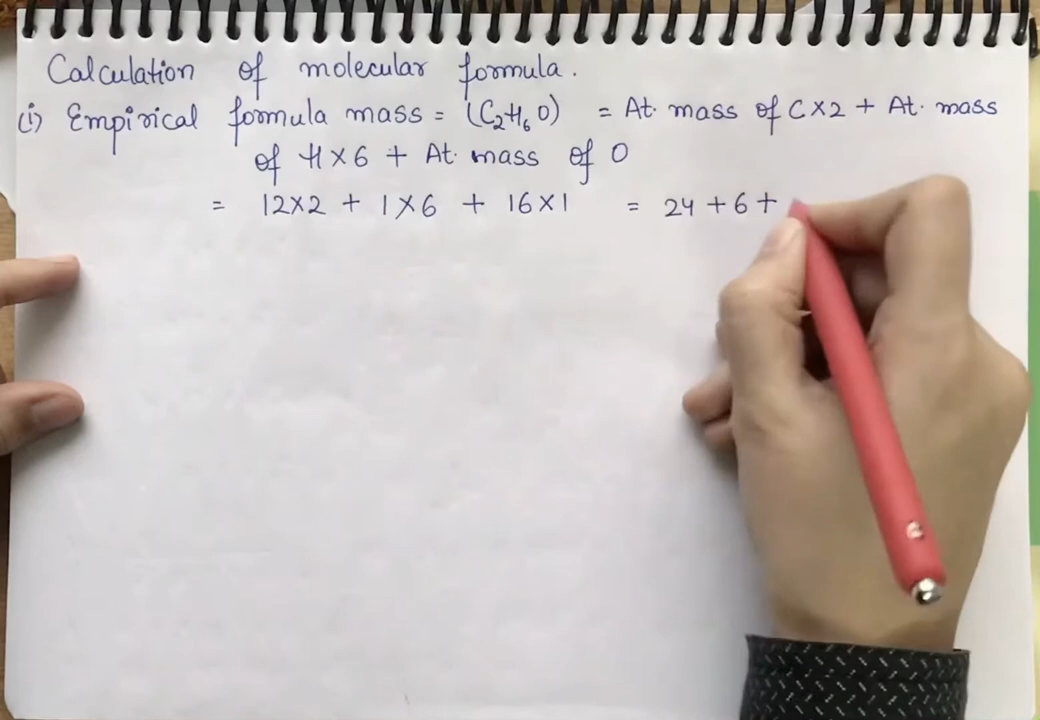 Calculation of molecular formula.
(i) Empirical formula mass = (C₂H₆O) = At. mass of C×2 + At. mass
of H×6 + At. mass of O
= 12×2 + 1×6 + 16×1 = 24+6+